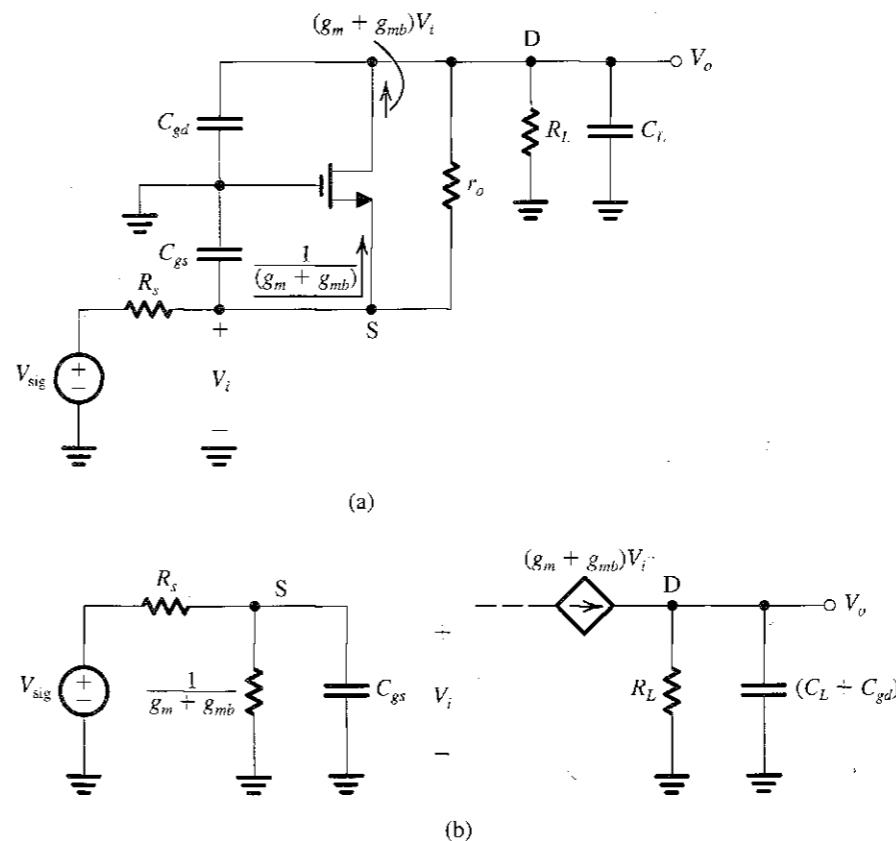 (g_m + g_mb)V_i
D
V_o
C_gd
R_L
C_L
r_o
C_gs
1/(g_m + g_mb)
R_s
S
+
V_sig
+
−
V_i
−
(a)
(g_m + g_mb)V_i
R_s
S
D
V_o
+
V_sig
+
−
1/(g_m + g_mb)
C_gs
V_i
R_L
(C_L + C_gd)
−
(b)